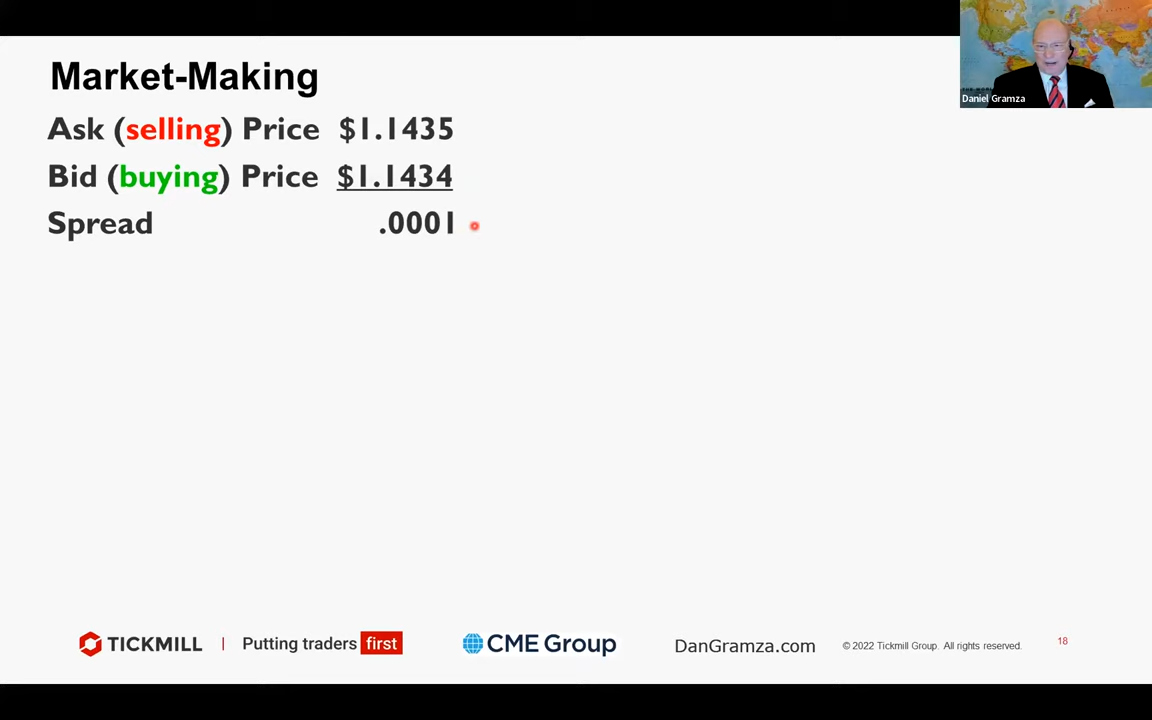 Market-Making
Ask (selling) Price $1.1435
Bid (buying) Price $1.1434
Spread .0001
Daniel Gramza
TICKMILL | Putting traders first CME Group DanGramza.com © 2022 Tickmill Group. All rights reserved. 18